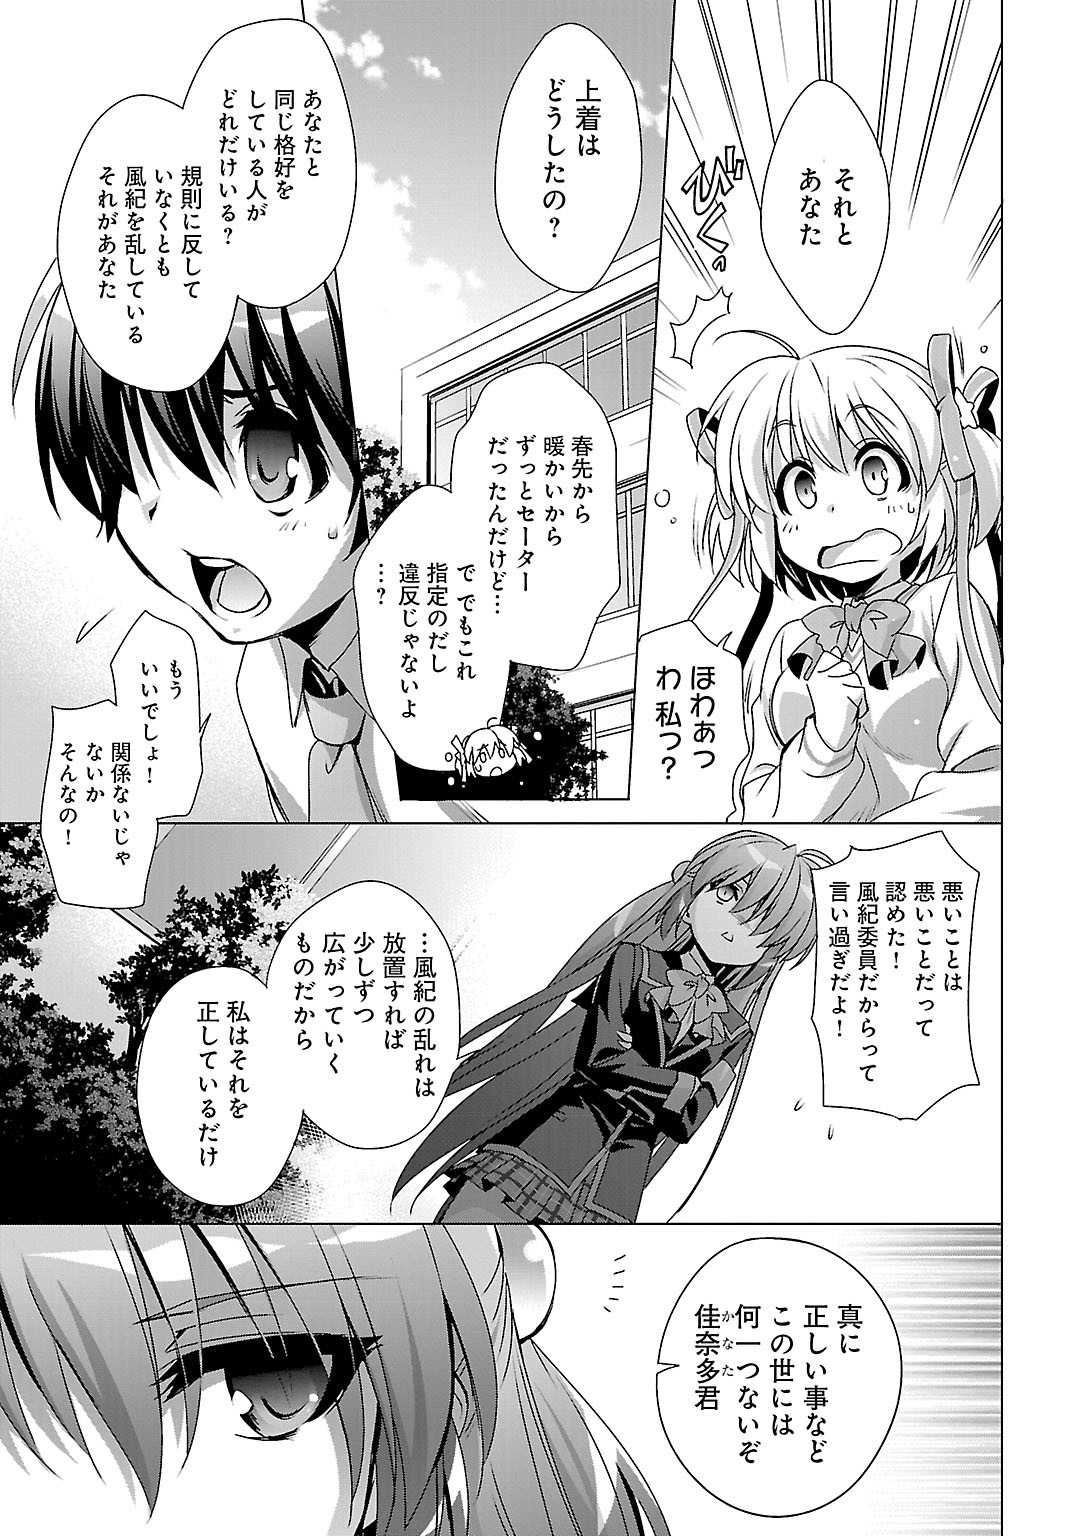 それと
あなた
びくっ
ほわぁっ
わ 私っ？
上着は
どうしたの？
春先から
暖かいから
ずっとセーター
だったんだけど…
で でもこれ
指定のだし
違反じゃないよ
…？
あなたと
同じ格好を
している人が
どれだけいる？
規則に反して
いなくとも
風紀を乱している
それがあなた
もう
いいでしょ！
関係ないじゃ
ないか
そんなの！
悪いことは
悪いことだって
認めた！
風紀委員だからって
言い過ぎだよ！
…風紀の乱れは
放置すれば
少しずつ
広がっていく
ものだから
私はそれを
正しているだけ
真に
正しい事など
この世には
何一つないぞ
佳奈多君
かなた